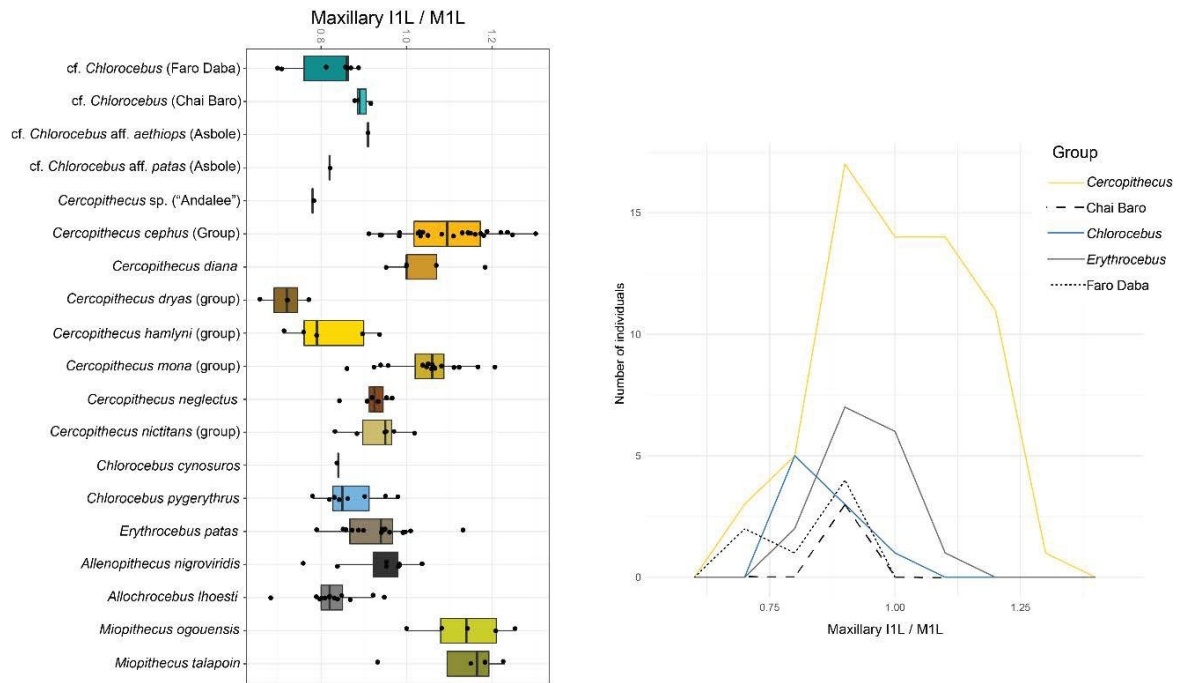 Maxillary I1L / M1L
0.8
1.0
1.2
cf. Chlorocebus (Faro Daba)
cf. Chlorocebus (Chai Baro)
cf. Chlorocebus aff. aethiops (Asbole)
cf. Chlorocebus aff. patas (Asbole)
Cercopithecus sp. (“Andalee”)
Cercopithecus cephus (Group)
Cercopithecus diana
Cercopithecus dryas (group)
Cercopithecus hamlyni (group)
Cercopithecus mona (group)
Cercopithecus neglectus
Cercopithecus nictitans (group)
Chlorocebus cynosuros
Chlorocebus pygerythrus
Erythrocebus patas
Allenopithecus nigroviridis
Allochrocebus lhoesti
Miopithecus ogouensis
Miopithecus talapoin
Number of individuals
15
10
5
0
0.75
1.00
1.25
Maxillary I1L / M1L
Group
Cercopithecus
Chai Baro
Chlorocebus
Erythrocebus
Faro Daba